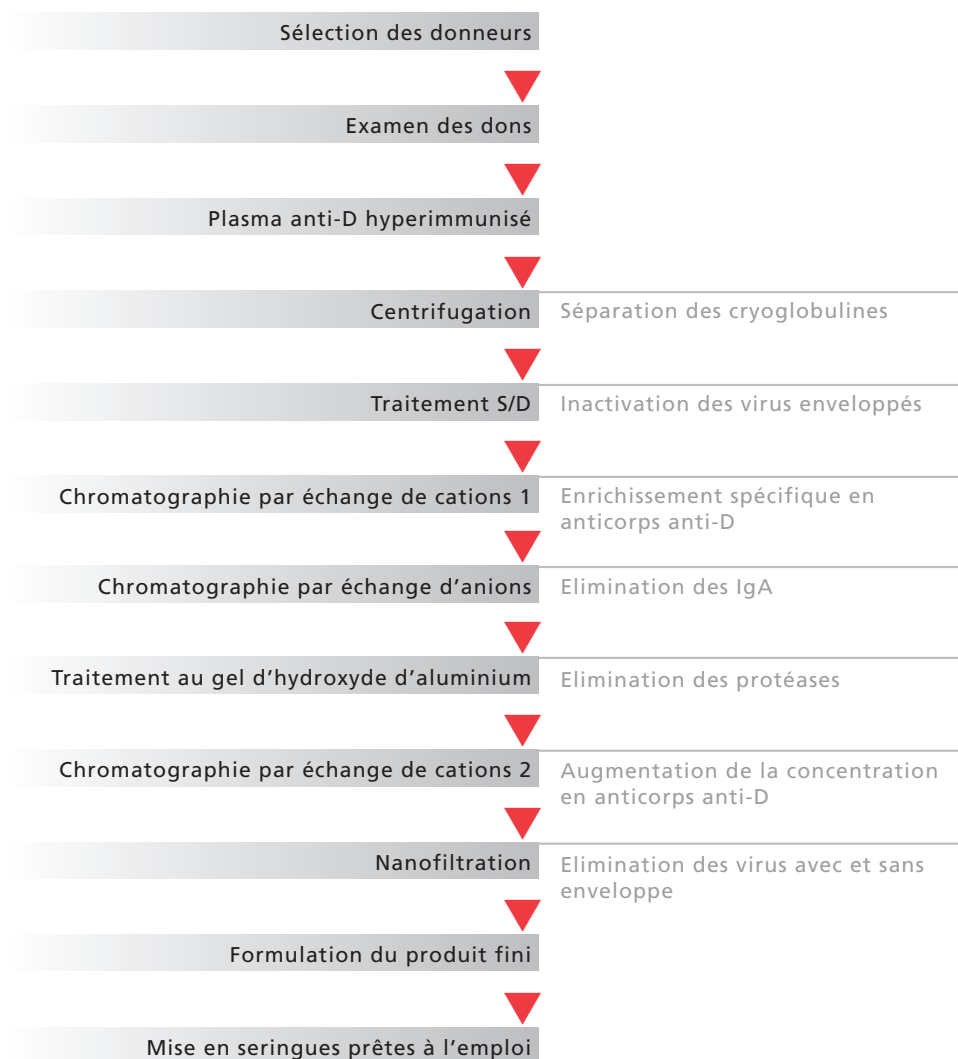 Sélection des donneurs
Examen des dons
Plasma anti-D hyperimmunisé
Centrifugation
Séparation des cryoglobulines
Traitement S/D
Inactivation des virus enveloppés
Chromatographie par échange de cations 1
Enrichissement spécifique en
anticorps anti-D
Chromatographie par échange d’anions
Elimination des IgA
Traitement au gel d’hydroxyde d’aluminium
Elimination des protéases
Chromatographie par échange de cations 2
Augmentation de la concentration
en anticorps anti-D
Nanofiltration
Elimination des virus avec et sans
enveloppe
Formulation du produit fini
Mise en seringues prêtes à l’emploi